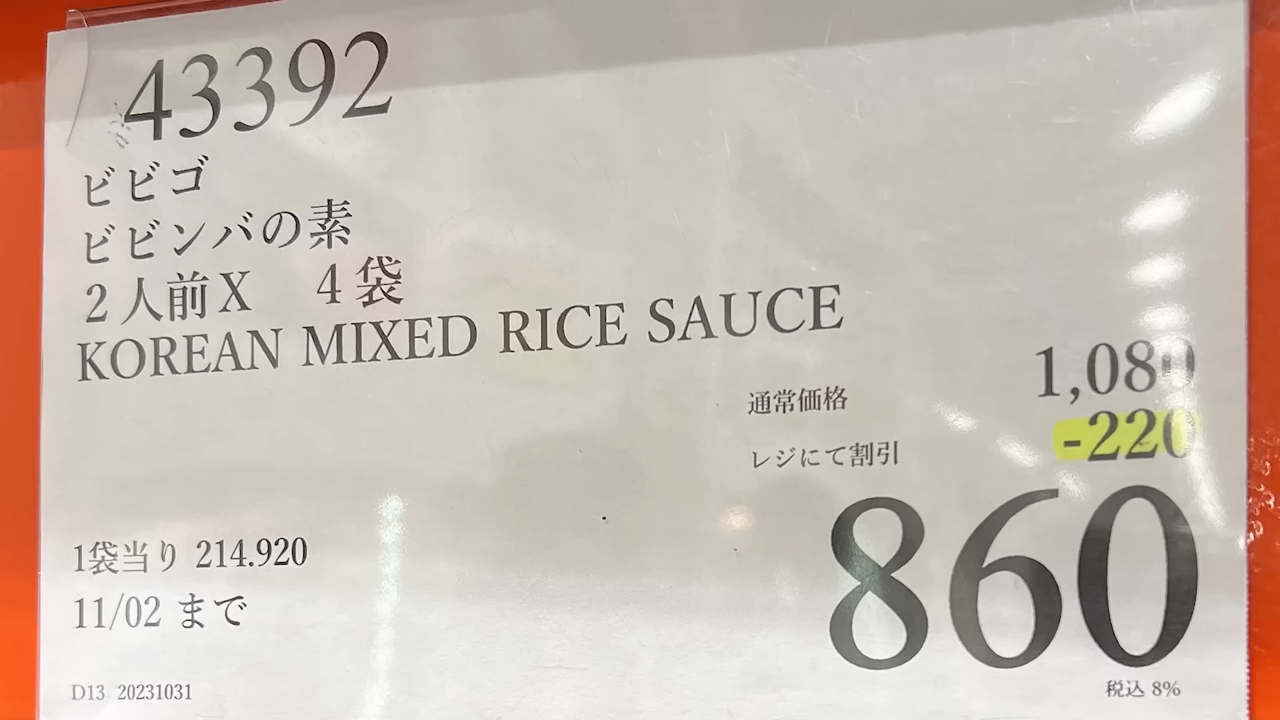 43392
ビビゴ
ビビンバの素
2人前X 4袋
KOREAN MIXED RICE SAUCE
通常価格 1,080
レジにて割引 -220
860
1袋当り 214.920
11/02 まで
税込 8%
D13 20231031